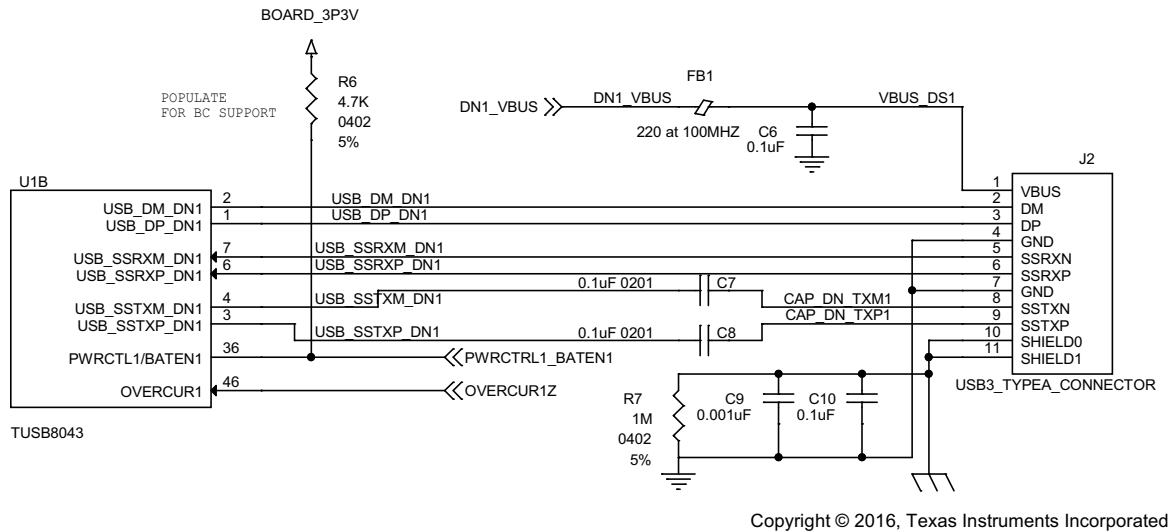 BOARD_3P3V
POPULATE
FOR BC SUPPORT
R6
4.7K
0402
5%
FB1
DN1_VBUS
DN1_VBUS
VBUS_DS1
220 at 100MHZ
C6
0.1uF
J2
U1B
USB_DM_DN1
2
USB_DM_DN1
USB_DP_DN1
1
USB_DP_DN1
USB_SSRXM_DN1
7
USB_SSRXM_DN1
USB_SSRXP_DN1
6
USB_SSRXP_DN1
USB_SSTXM_DN1
4
USB_SSTXM_DN1
0.1uF 0201
C7
CAP_DN_TXM1
USB_SSTXP_DN1
3
USB_SSTXP_DN1
0.1uF 0201
C8
CAP_DN_TXP1
PWRCTL1/BATEN1
36
PWRCTRL1_BATEN1
OVERCUR1
46
OVERCUR1Z
TUSB8043
1 VBUS
2 DM
3 DP
4 GND
5 SSRXN
6 SSRXP
7 GND
8 SSTXN
9 SSTXP
10 SHIELD0
11 SHIELD1
USB3_TYPEA_CONNECTOR
R7
1M
0402
5%
C9
0.001uF
C10
0.1uF
Copyright © 2016, Texas Instruments Incorporated